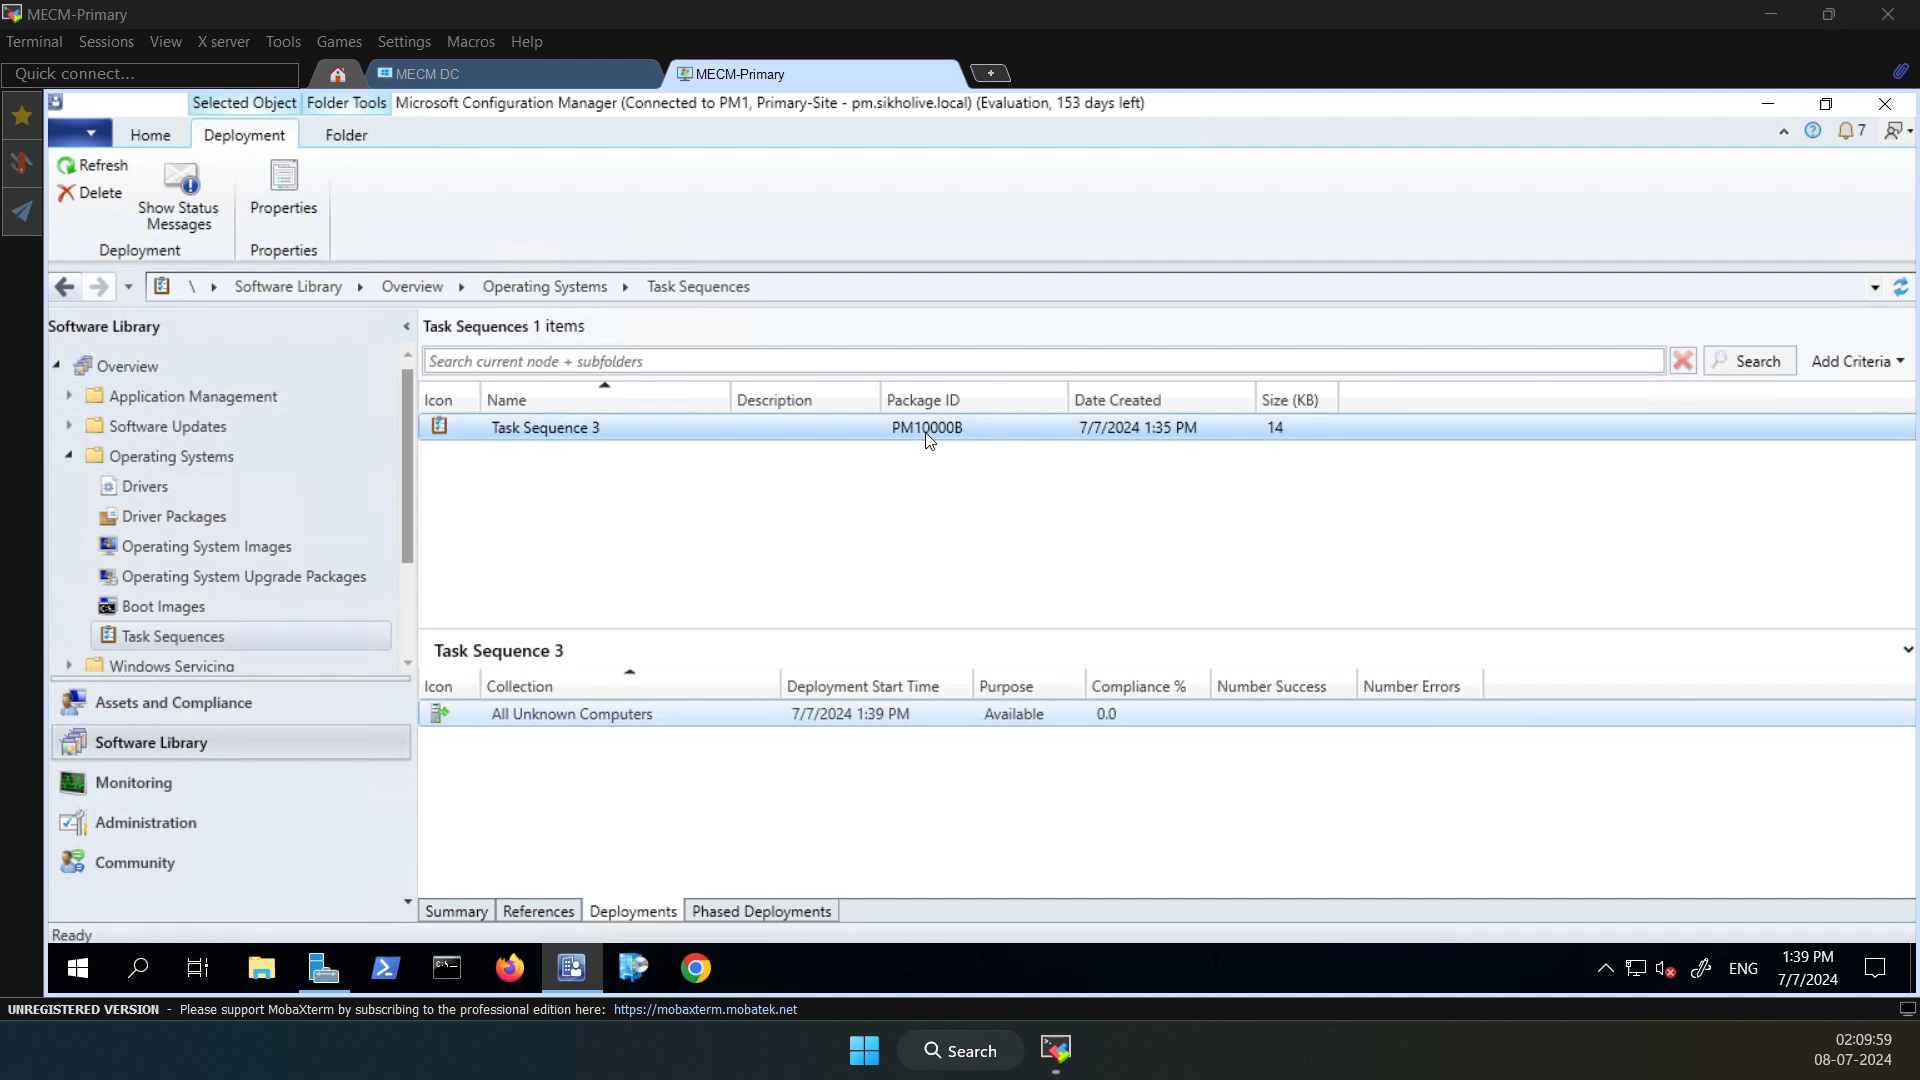 MECM-Primary
Terminal Sessions View X server Tools Games Settings Macros Help
Quick connect... MECM DC MECM-Primary
Selected Object Folder Tools Microsoft Configuration Manager (Connected to PM1, Primary-Site - pm.sikholive.local) (Evaluation, 153 days left)
Home Deployment Folder 7
Refresh
Delete
Show Status Messages
Properties
Deployment Properties
\ Software Library Overview Operating Systems Task Sequences
Software Library
Overview
Application Management
Software Updates
Operating Systems
Drivers
Driver Packages
Operating System Images
Operating System Upgrade Packages
Boot Images
Task Sequences
Windows Servicing
Assets and Compliance
Software Library
Monitoring
Administration
Community
Task Sequences 1 items
Search current node + subfolders Search Add Criteria
Icon Name Description Package ID Date Created Size (KB)
Task Sequence 3 PM10000B 7/7/2024 1:35 PM 14
Task Sequence 3
Icon Collection Deployment Start Time Purpose Compliance % Number Success Number Errors
All Unknown Computers 7/7/2024 1:39 PM Available 0.0
Summary References Deployments Phased Deployments
Ready
ENG 1:39 PM
7/7/2024
UNREGISTERED VERSION - Please support MobaXterm by subscribing to the professional edition here: https://mobaxterm.mobatek.net
Search
02:09:59
08-07-2024